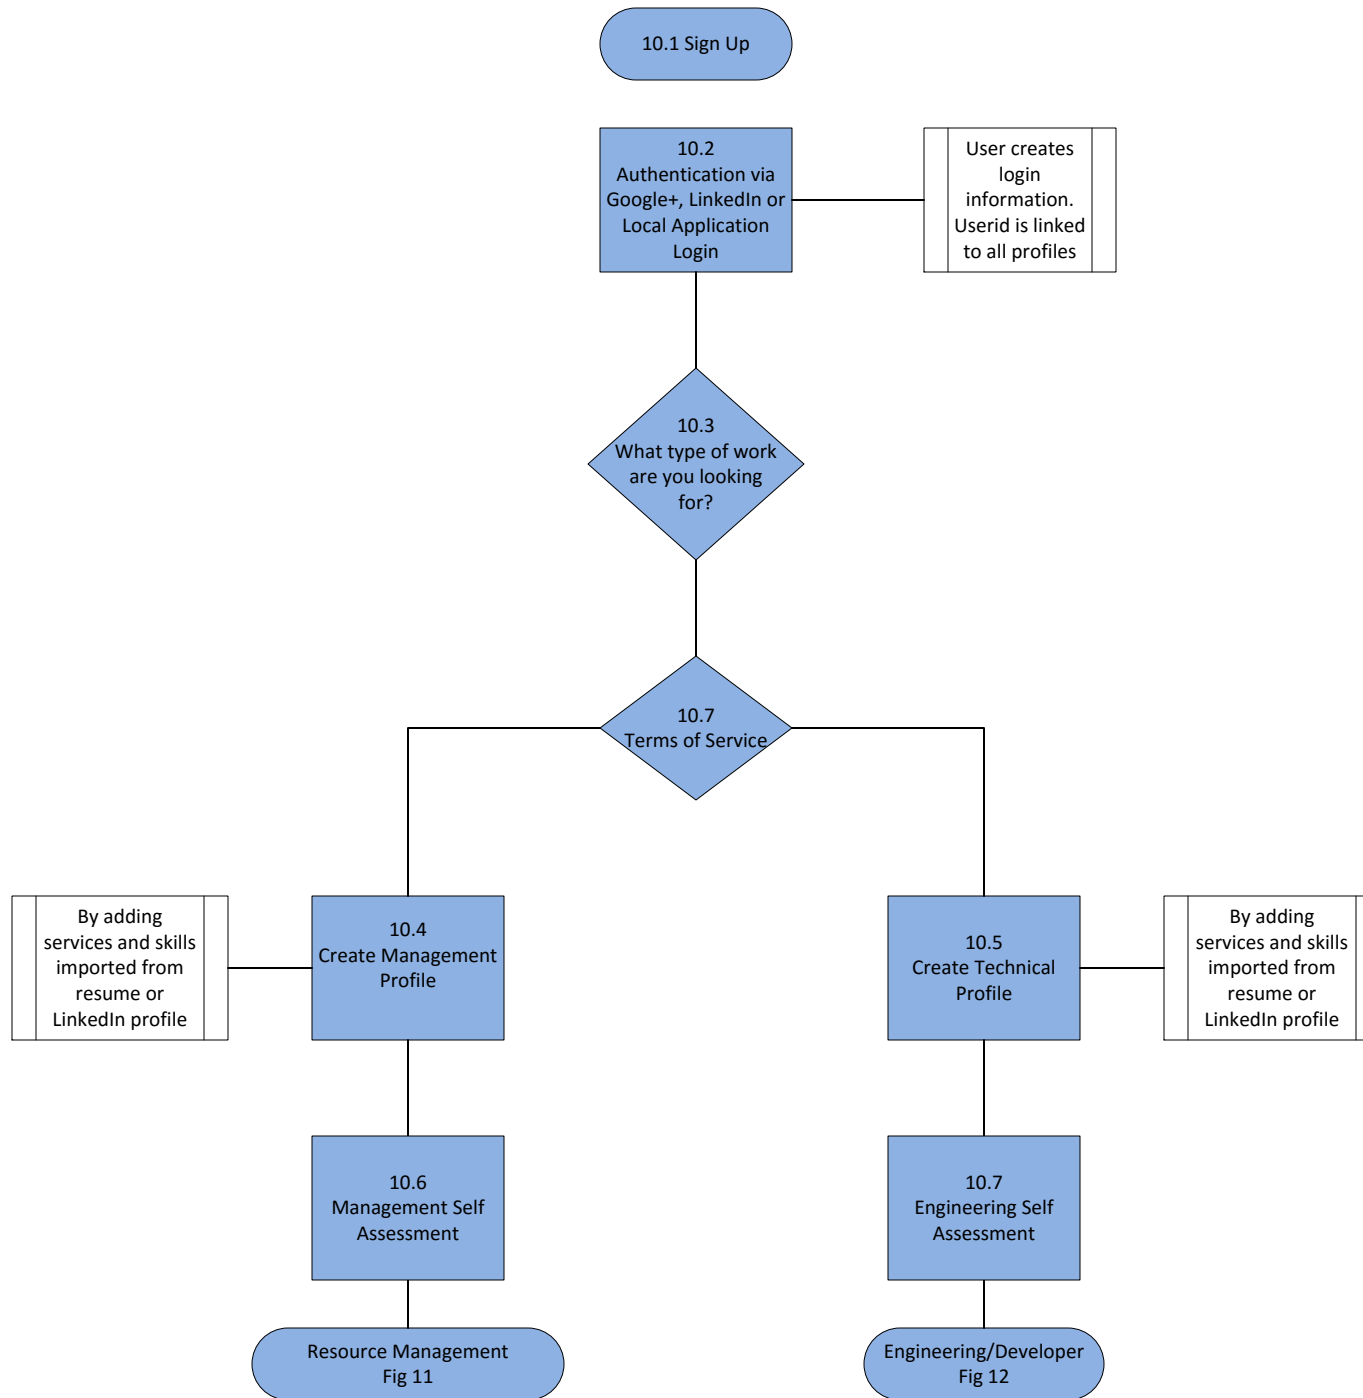 10.1 Sign Up
10.2
Authentication via
Google+, LinkedIn or
Local Application
Login
User creates
login
information.
Userid is linked
to all profiles
10.3
What type of work
are you looking
for?
10.7
Terms of Service
By adding
services and skills
imported from
resume or
LinkedIn profile
10.4
Create Management
Profile
10.5
Create Technical
Profile
By adding
services and skills
imported from
resume or
LinkedIn profile
10.6
Management Self
Assessment
10.7
Engineering Self
Assessment
Resource Management
Fig 11
Engineering/Developer
Fig 12